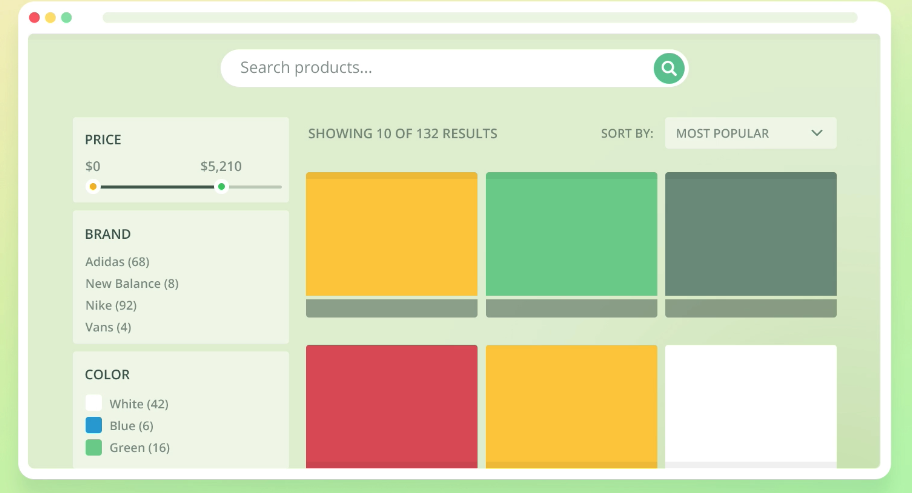 Search products...
PRICE
$0 $5,210
BRAND
Adidas (68)
New Balance (8)
Nike (92)
Vans (4)
COLOR
White (42)
Blue (6)
Green (16)
SHOWING 10 OF 132 RESULTS
SORT BY: MOST POPULAR